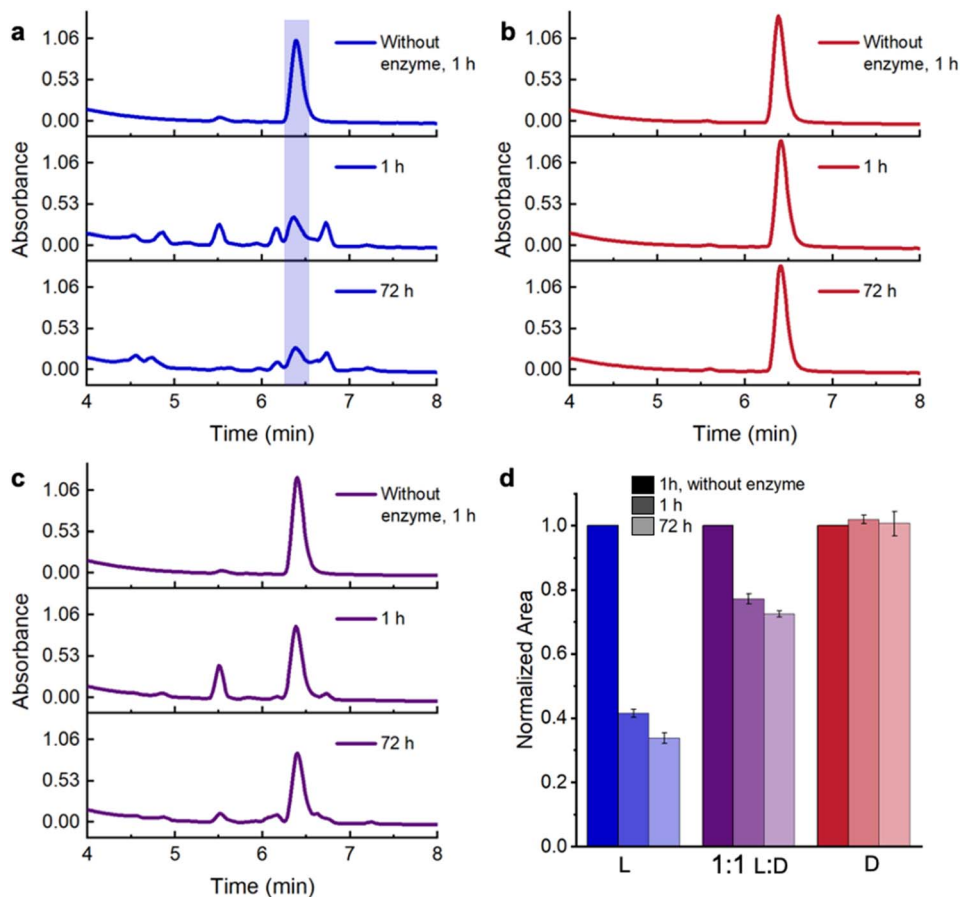 a
1.06
0.53
0.00
Without
enzyme, 1 h
1.06
0.53
0.00
1 h
1.06
0.53
0.00
72 h
Absorbance
4 5 6 7 8
Time (min)
b
1.06
0.53
0.00
Without
enzyme, 1 h
1.06
0.53
0.00
1 h
1.06
0.53
0.00
72 h
Absorbance
4 5 6 7 8
Time (min)
c
1.06
0.53
0.00
Without
enzyme, 1 h
1.06
0.53
0.00
1 h
1.06
0.53
0.00
72 h
Absorbance
4 5 6 7 8
Time (min)
d
1h, without enzyme
1 h
72 h
1.0
0.8
0.6
0.4
0.2
0.0
Normalized Area
L 1:1 L:D D